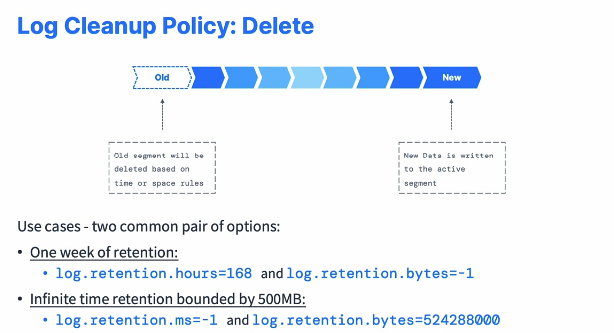 Log Cleanup Policy: Delete
Old
New
Old segment will be
deleted based on
time or space rules
New Data is written
to the active
segment
Use cases - two common pair of options:
• One week of retention:
• log.retention.hours=168 and log.retention.bytes=-1
• Infinite time retention bounded by 500MB:
• log.retention.ms=-1 and log.retention.bytes=524288000